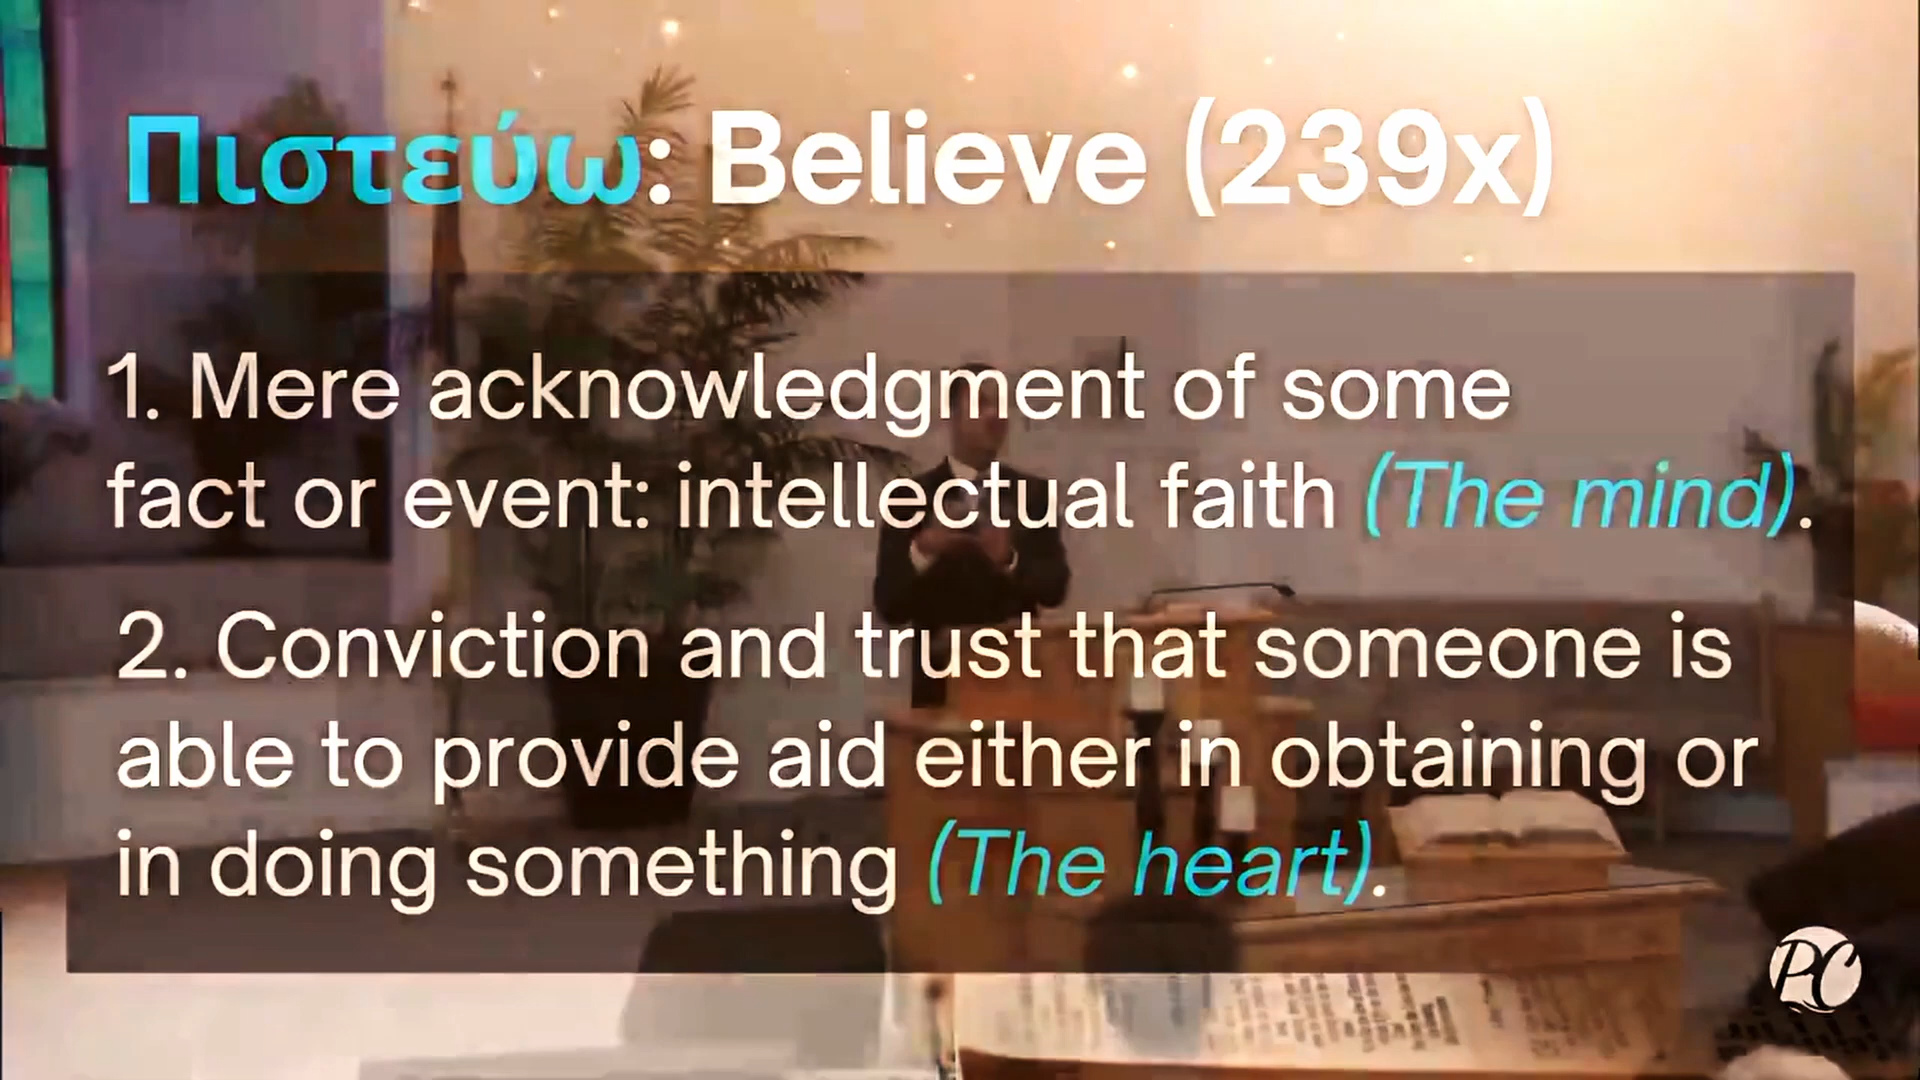 Πιστεύω: Believe (239x)
1. Mere acknowledgment of some
fact or event: intellectual faith (The mind).
2. Conviction and trust that someone is
able to provide aid either in obtaining or
in doing something (The heart).
PC